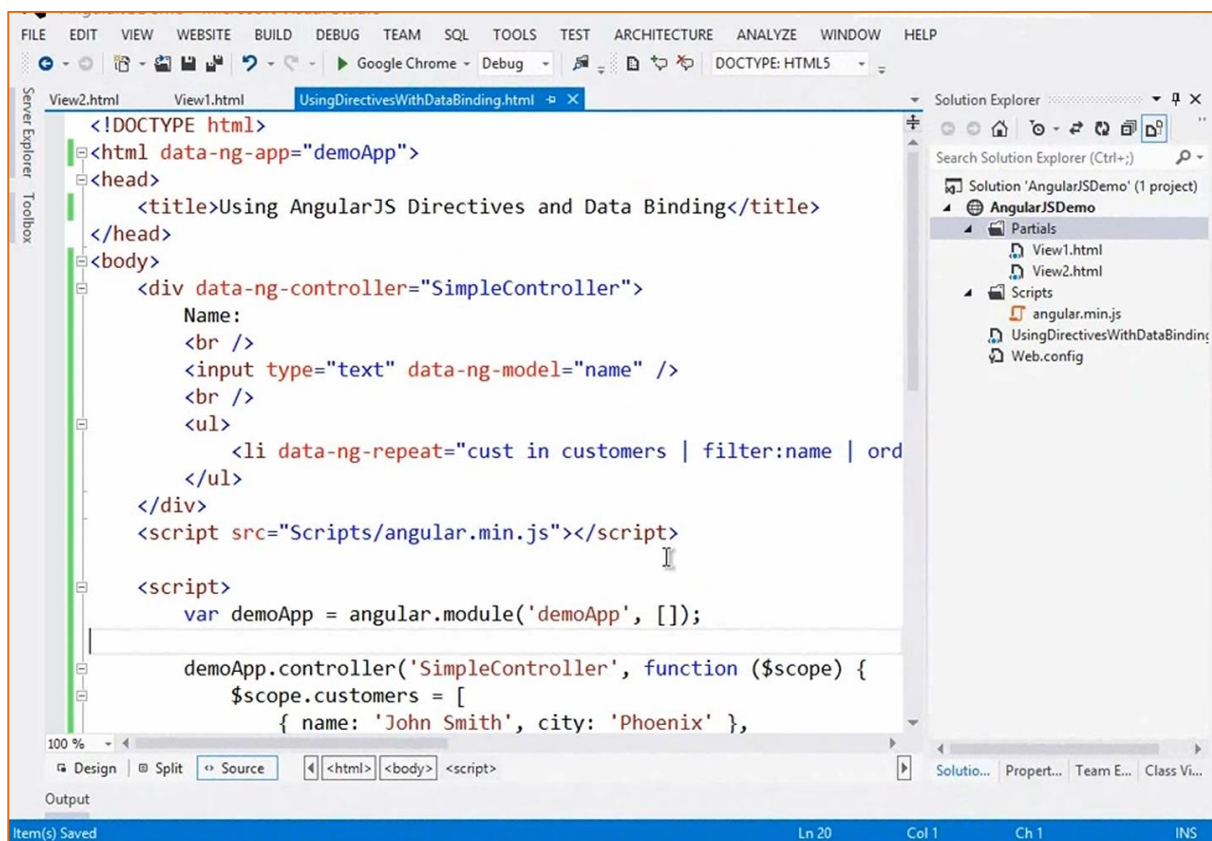 FILE EDIT VIEW WEBSITE BUILD DEBUG TEAM SQL TOOLS TEST ARCHITECTURE ANALYZE WINDOW HELP
Google Chrome Debug DOCTYPE: HTML5
Server Explorer
Toolbox
View2.html View1.html UsingDirectivesWithDataBinding.html
<!DOCTYPE html>
<html data-ng-app="demoApp">
<head>
<title>Using AngularJS Directives and Data Binding</title>
</head>
<body>
<div data-ng-controller="SimpleController">
Name:
<br />
<input type="text" data-ng-model="name" />
<br />
<ul>
<li data-ng-repeat="cust in customers | filter:name | ord
</ul>
</div>
<script src="Scripts/angular.min.js"></script>
<script>
var demoApp = angular.module('demoApp', []);
demoApp.controller('SimpleController', function ($scope) {
$scope.customers = [
{ name: 'John Smith', city: 'Phoenix' },
100 %
Design Split Source <html> <body> <script>
Solution Explorer
Search Solution Explorer (Ctrl+;)
Solution 'AngularJSDemo' (1 project)
AngularJSDemo
Partials
View1.html
View2.html
Scripts
angular.min.js
UsingDirectivesWithDataBinding
Web.config
Solutio... Propert... Team E... Class Vi...
Output
Item(s) Saved Ln 20 Col 1 Ch 1 INS